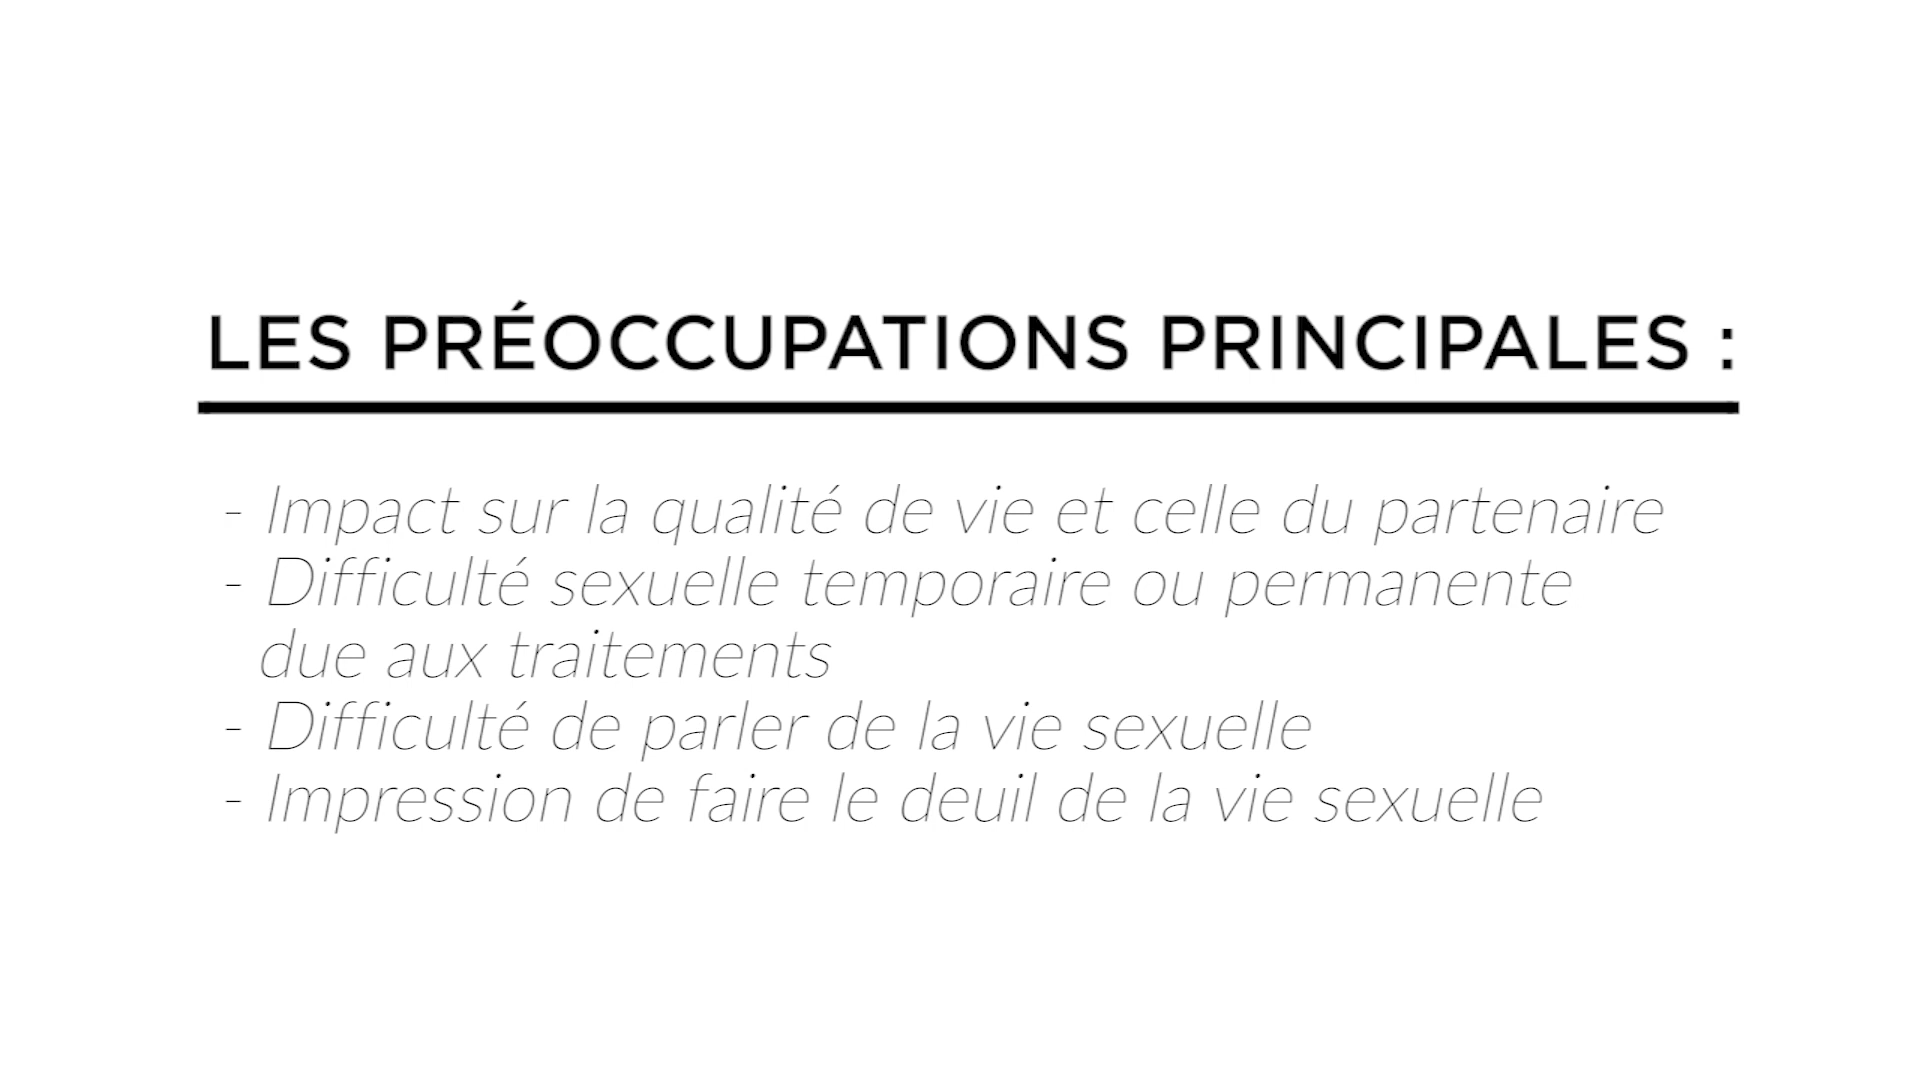 LES PRÉOCCUPATIONS PRINCIPALES :
- Impact sur la qualité de vie et celle du partenaire
- Difficulté sexuelle temporaire ou permanente
due aux traitements
- Difficulté de parler de la vie sexuelle
- Impression de faire le deuil de la vie sexuelle